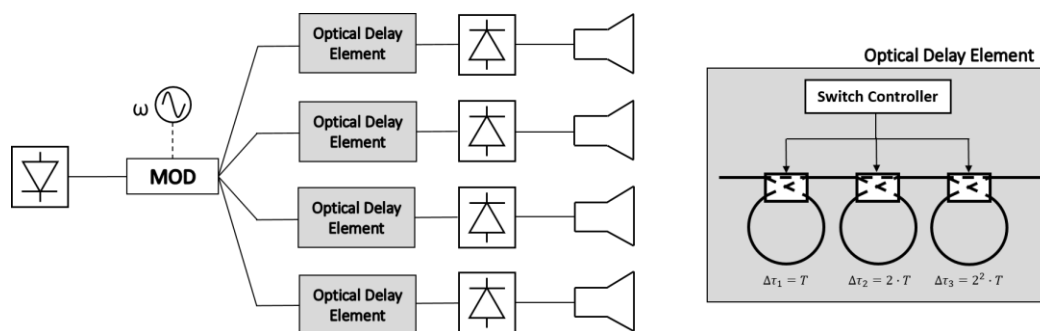 ω
MOD
Optical Delay
Element
Optical Delay
Element
Optical Delay
Element
Optical Delay
Element
Optical Delay Element
Switch Controller
Δτ₁ = T
Δτ₂ = 2 · T
Δτ₃ = 2² · T